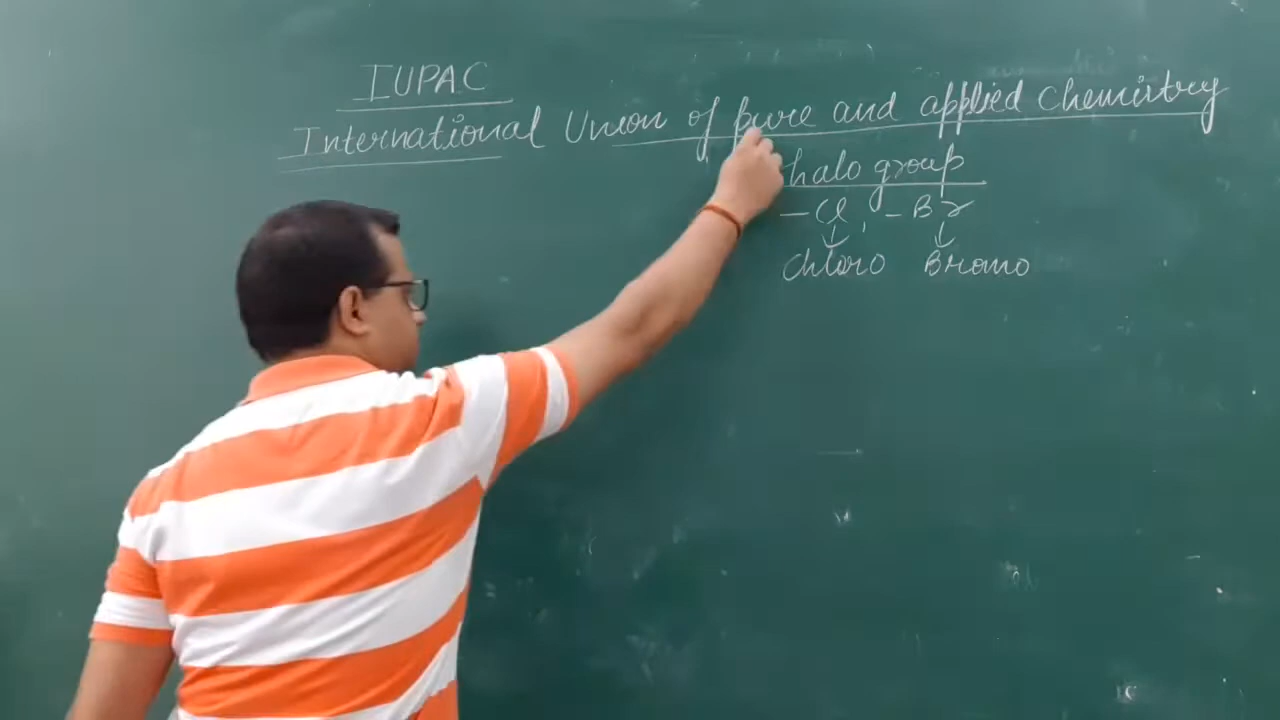 IUPAC
International Union of pure and applied Chemistry
halo group
-Cl, -Br
↓ ↓
Chloro Bromo